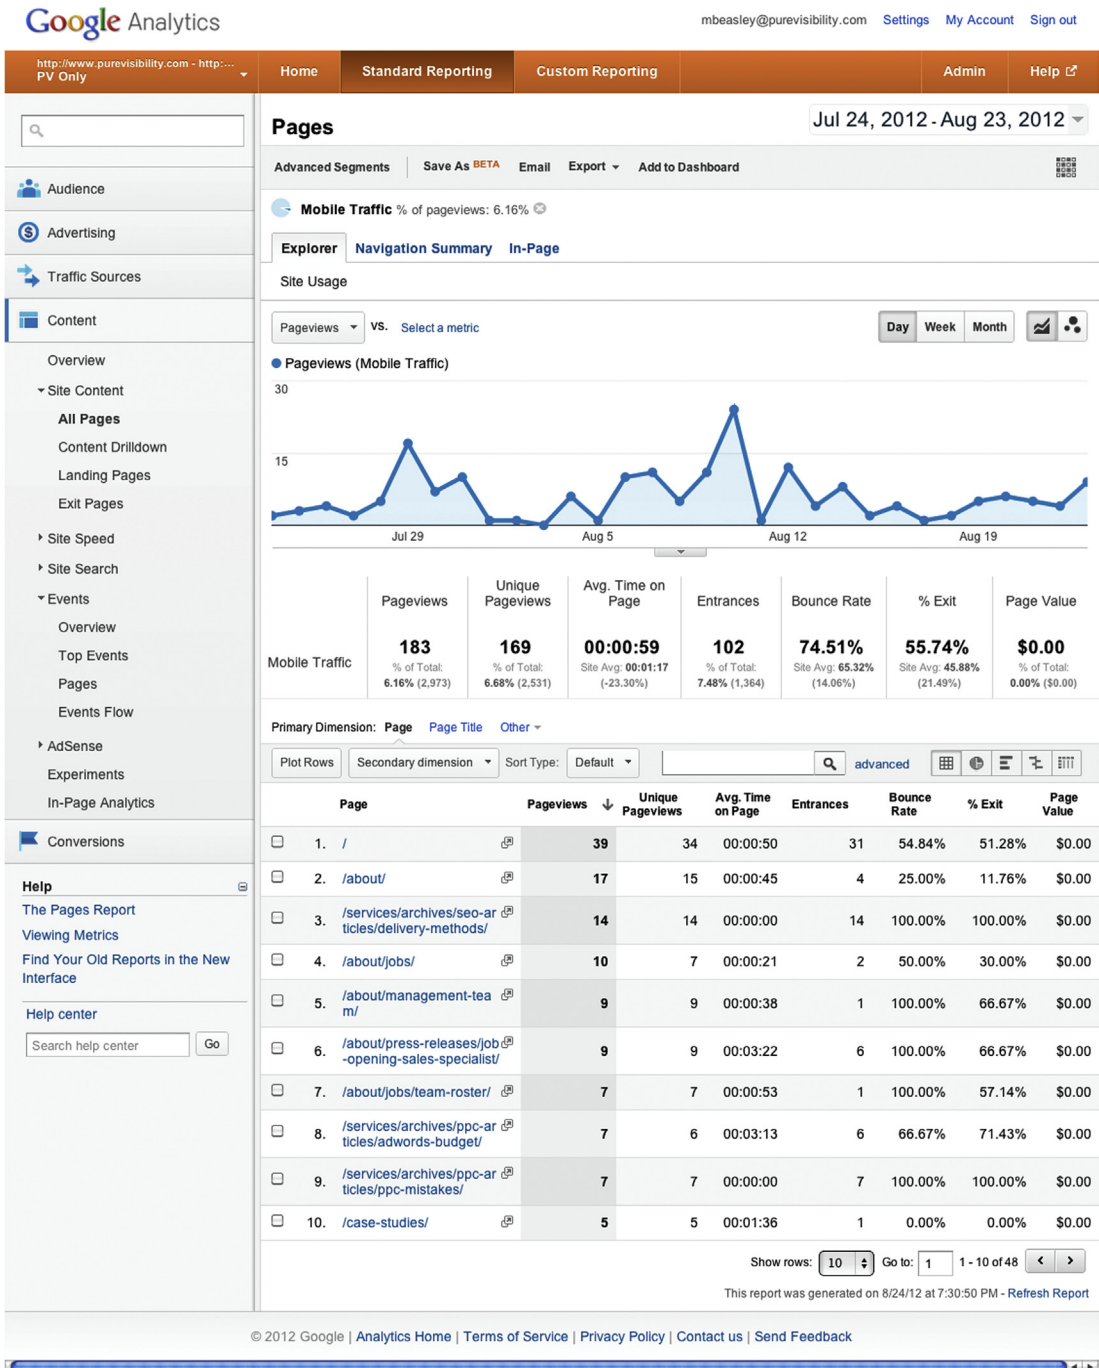 Google Analytics
mbeasley@purevisibility.com Settings My Account Sign out
http://www.purevisibility.com - http:...
PV Only
Home Standard Reporting Custom Reporting Admin Help
Pages
Jul 24, 2012 - Aug 23, 2012
Advanced Segments Save As BETA Email Export Add to Dashboard
Mobile Traffic % of pageviews: 6.16%
Explorer Navigation Summary In-Page
Site Usage
Pageviews VS. Select a metric
Day Week Month
Pageviews (Mobile Traffic)
30
15
Jul 29 Aug 5 Aug 12 Aug 19
Audience
Advertising
Traffic Sources
Content
Overview
Site Content
All Pages
Content Drilldown
Landing Pages
Exit Pages
Site Speed
Site Search
Events
Overview
Top Events
Pages
Events Flow
AdSense
Experiments
In-Page Analytics
Conversions
Help
The Pages Report
Viewing Metrics
Find Your Old Reports in the New
Interface
Help center
Search help center Go
Pageviews Unique Pageviews Avg. Time on Page Entrances Bounce Rate % Exit Page Value
Mobile Traffic
183 169 00:00:59 102 74.51% 55.74% $0.00
% of Total: % of Total: Site Avg: 00:01:17 % of Total: Site Avg: 65.32% Site Avg: 45.88% % of Total:
6.16% (2,973) 6.68% (2,531) (-23.30%) 7.48% (1,364) (14.06%) (21.49%) 0.00% ($0.00)
Primary Dimension: Page Page Title Other
Plot Rows Secondary dimension Sort Type: Default advanced
Page Pageviews Unique Pageviews Avg. Time on Page Entrances Bounce Rate % Exit Page Value
1. / 39 34 00:00:50 31 54.84% 51.28% $0.00
2. /about/ 17 15 00:00:45 4 25.00% 11.76% $0.00
3. /services/archives/seo-ar
ticles/delivery-methods/ 14 14 00:00:00 14 100.00% 100.00% $0.00
4. /about/jobs/ 10 7 00:00:21 2 50.00% 30.00% $0.00
5. /about/management-tea
m/ 9 9 00:00:38 1 100.00% 66.67% $0.00
6. /about/press-releases/job
-opening-sales-specialist/ 9 9 00:03:22 6 100.00% 66.67% $0.00
7. /about/jobs/team-roster/ 7 7 00:00:53 1 100.00% 57.14% $0.00
8. /services/archives/ppc-ar
ticles/adwords-budget/ 7 6 00:03:13 6 66.67% 71.43% $0.00
9. /services/archives/ppc-ar
ticles/ppc-mistakes/ 7 7 00:00:00 7 100.00% 100.00% $0.00
10. /case-studies/ 5 5 00:01:36 1 0.00% 0.00% $0.00
Show rows: 10 Go to: 1 1 - 10 of 48
This report was generated on 8/24/12 at 7:30:50 PM - Refresh Report
© 2012 Google | Analytics Home | Terms of Service | Privacy Policy | Contact us | Send Feedback